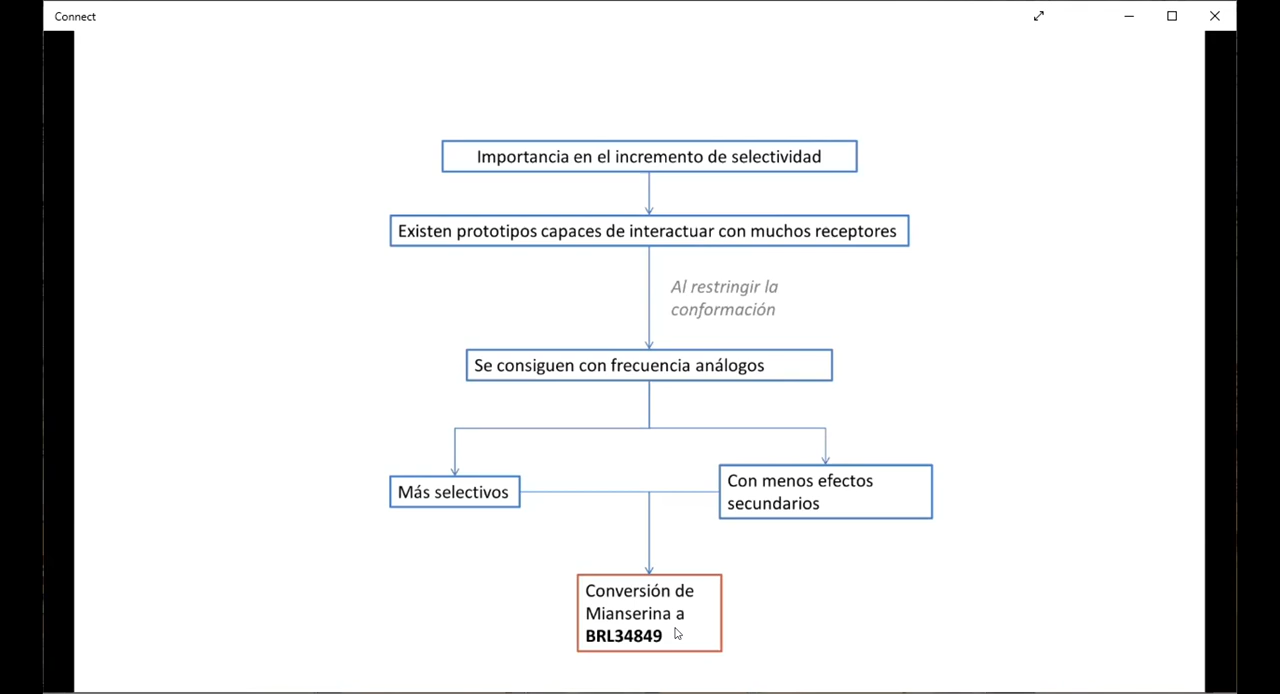 Connect
Importancia en el incremento de selectividad
Existen prototipos capaces de interactuar con muchos receptores
Al restringir la
conformación
Se consiguen con frecuencia análogos
Más selectivos
Con menos efectos
secundarios
Conversión de
Mianserina a
BRL34849